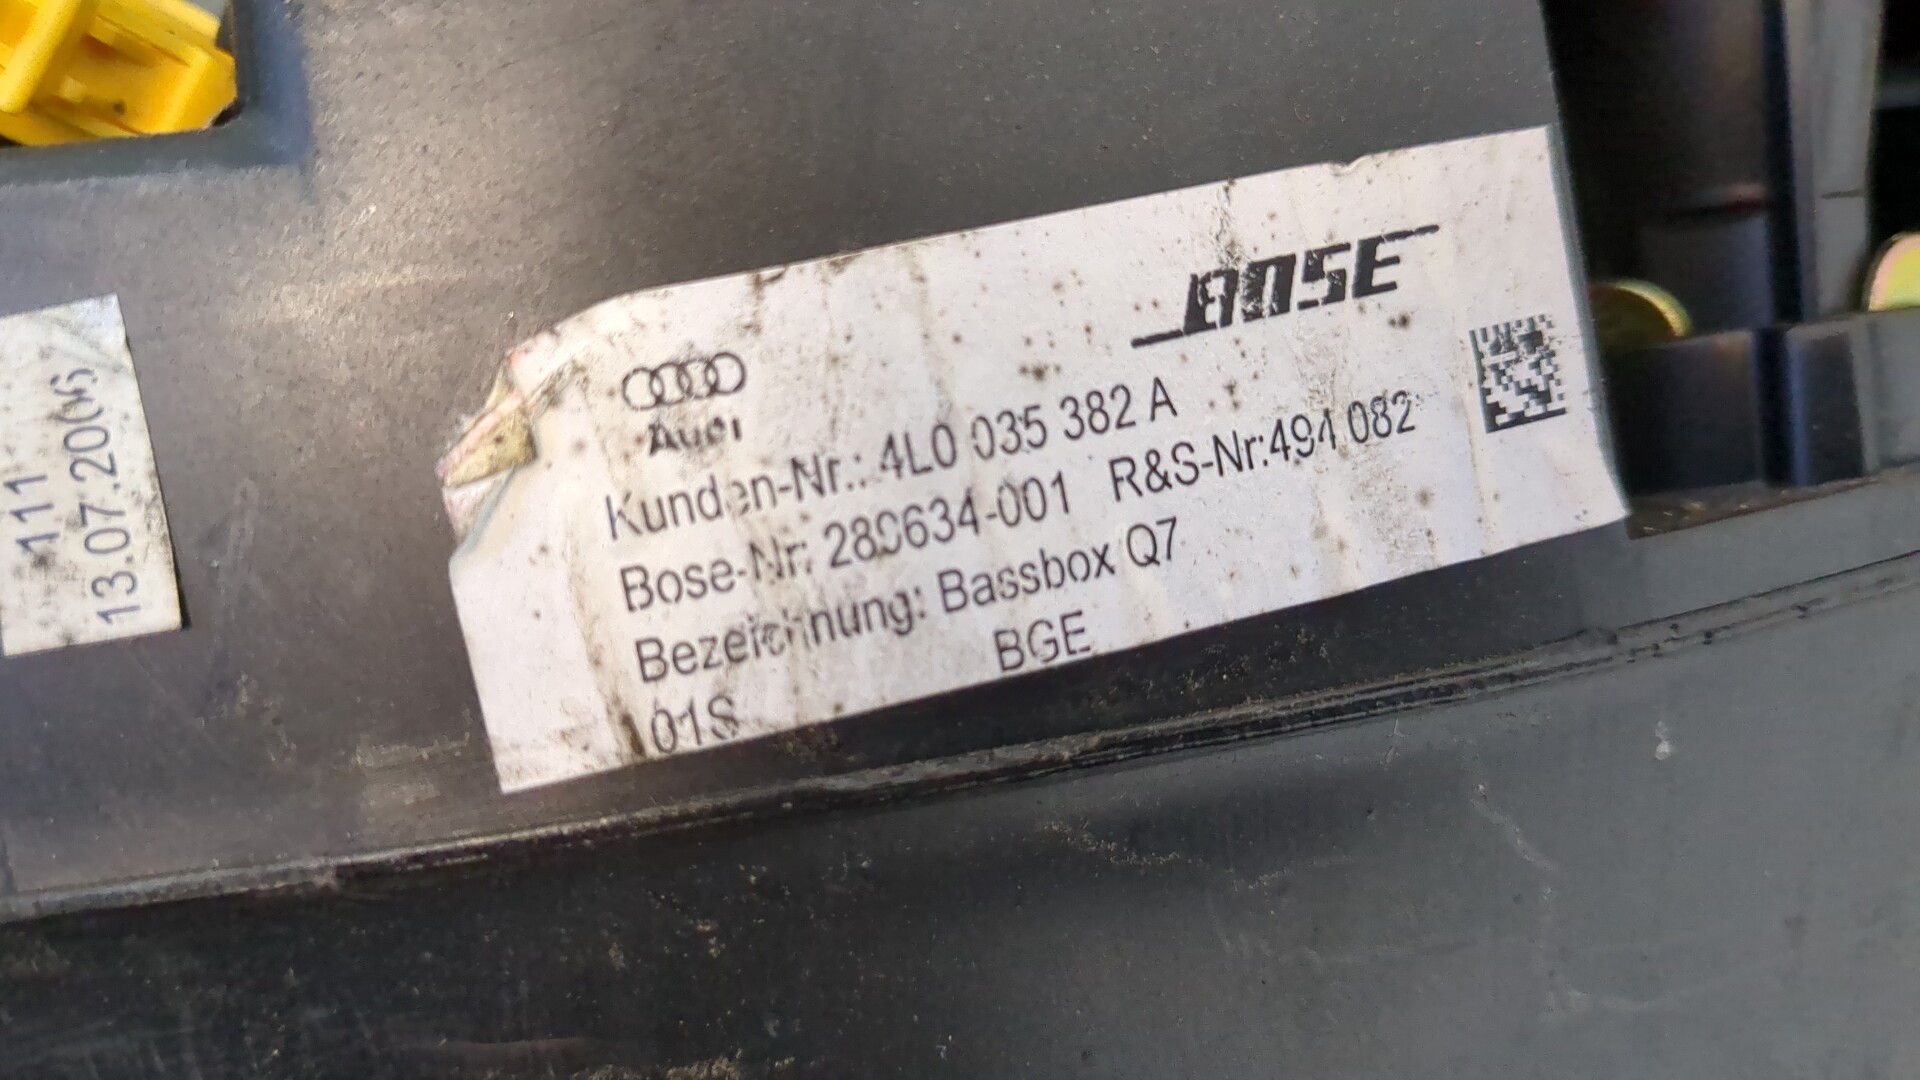 111
13.07.2006
BOSE
Audi
Kunden-Nr.: 4L0 035 382 A
Bose-Nr: 280634-001 R&S-Nr:494 082
Bezeichnung: Bassbox Q7
BGE
01S